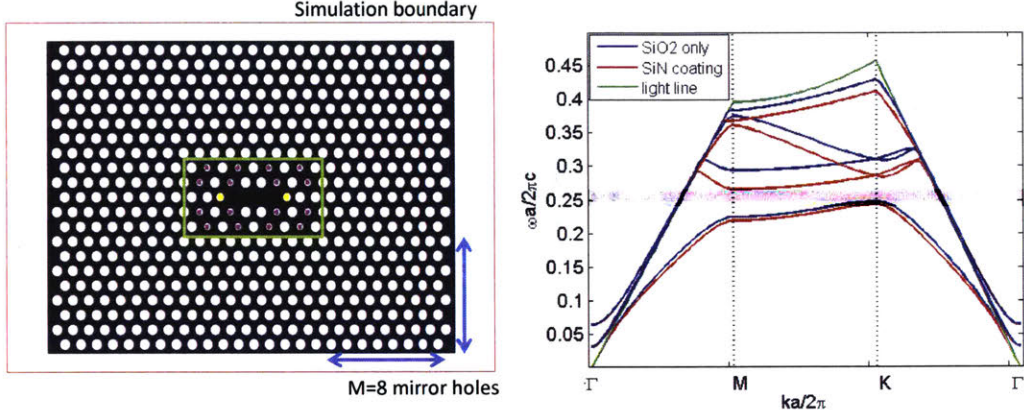 Simulation boundary
M=8 mirror holes
SiO2 only
SiN coating
light line
0.45
0.4
0.35
0.3
0.25
0.2
0.15
0.1
0.05
ωa/2πc
Γ
M
K
Γ
ka/2π